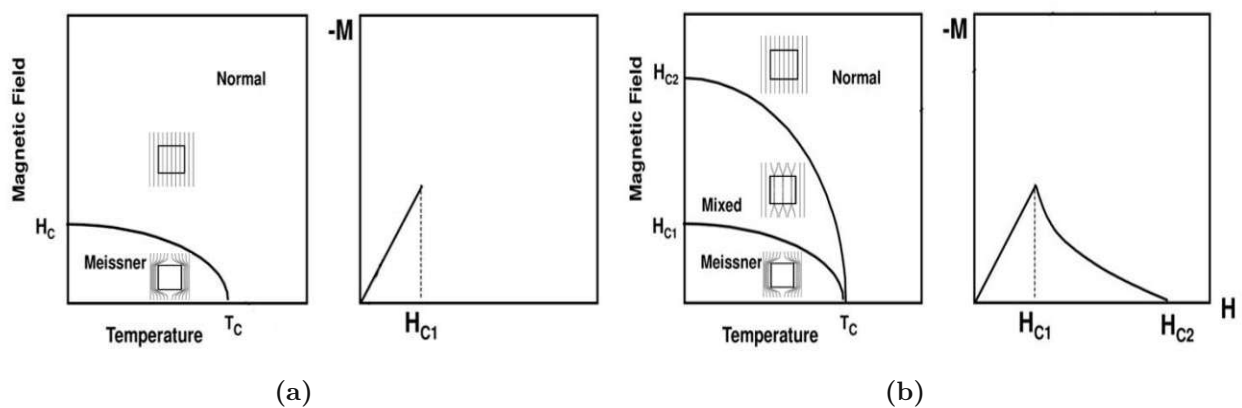 Magnetic Field
Normal
H_C
Meissner
T_C
Temperature
-M
H_C1
(a)
Magnetic Field
H_C2
Normal
Mixed
H_C1
Meissner
T_C
Temperature
-M
H_C1
H_C2
H
(b)